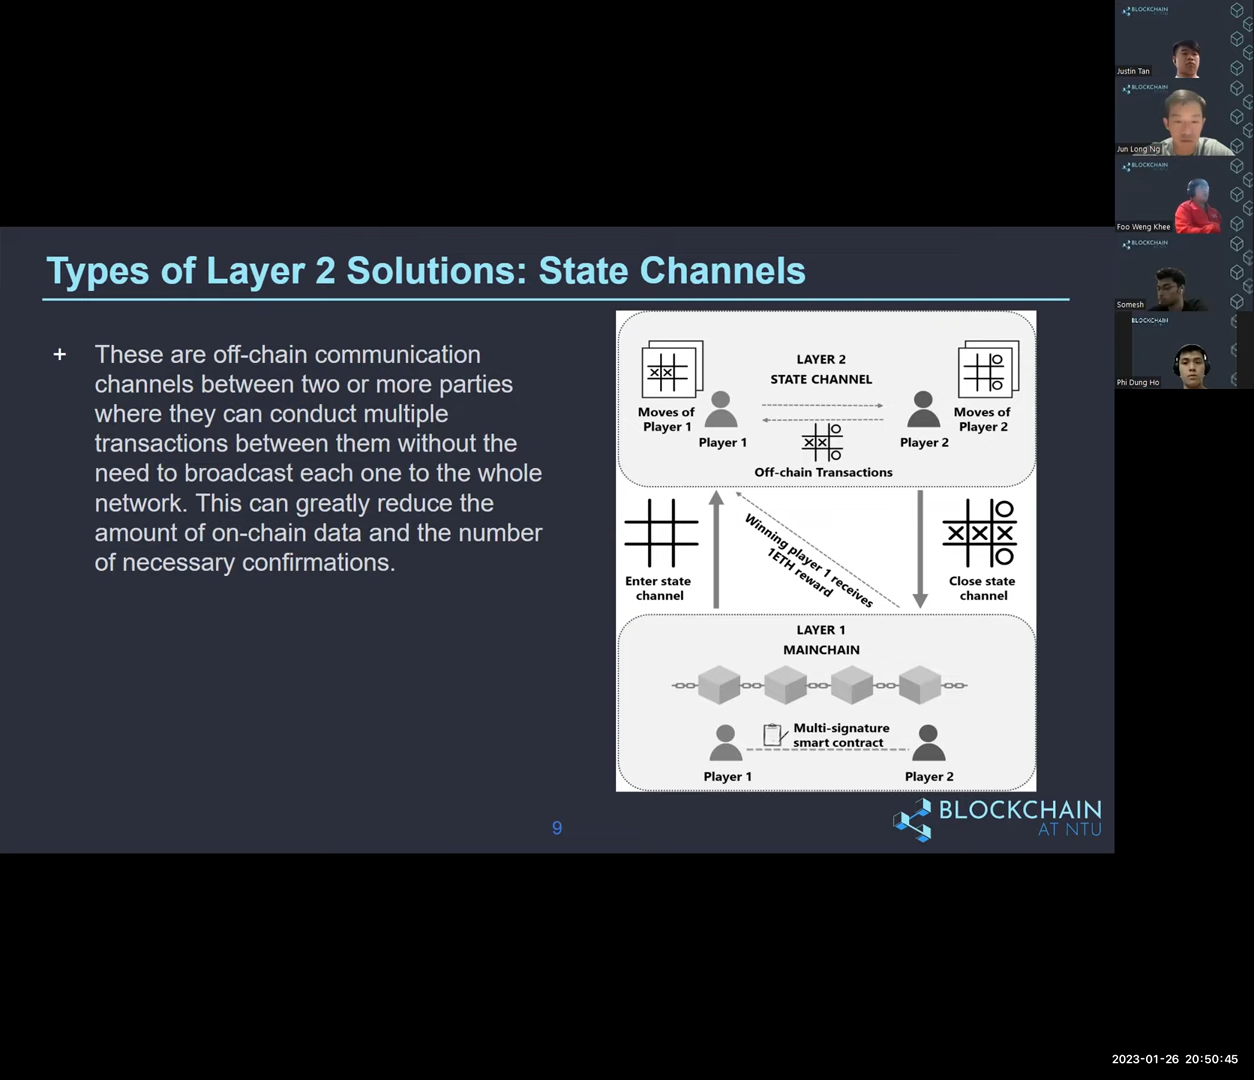 Types of Layer 2 Solutions: State Channels
+ These are off-chain communication
channels between two or more parties
where they can conduct multiple
transactions between them without the
need to broadcast each one to the whole
network. This can greatly reduce the
amount of on-chain data and the number
of necessary confirmations.
LAYER 2
STATE CHANNEL
Moves of
Player 1
Player 1
Player 2
Moves of
Player 2
Off-chain Transactions
Enter state
channel
Winning player 1 receives
1ETH reward
Close state
channel
LAYER 1
MAINCHAIN
Multi-signature
smart contract
Player 1
Player 2
9
BLOCKCHAIN
AT NTU
BLOCKCHAIN
Justin Tan
BLOCKCHAIN
Jun Long Ng
BLOCKCHAIN
Foo Weng Khee
BLOCKCHAIN
Somesh
BLOCKCHAIN
Phi Dung Ho
2023-01-26 20:50:45